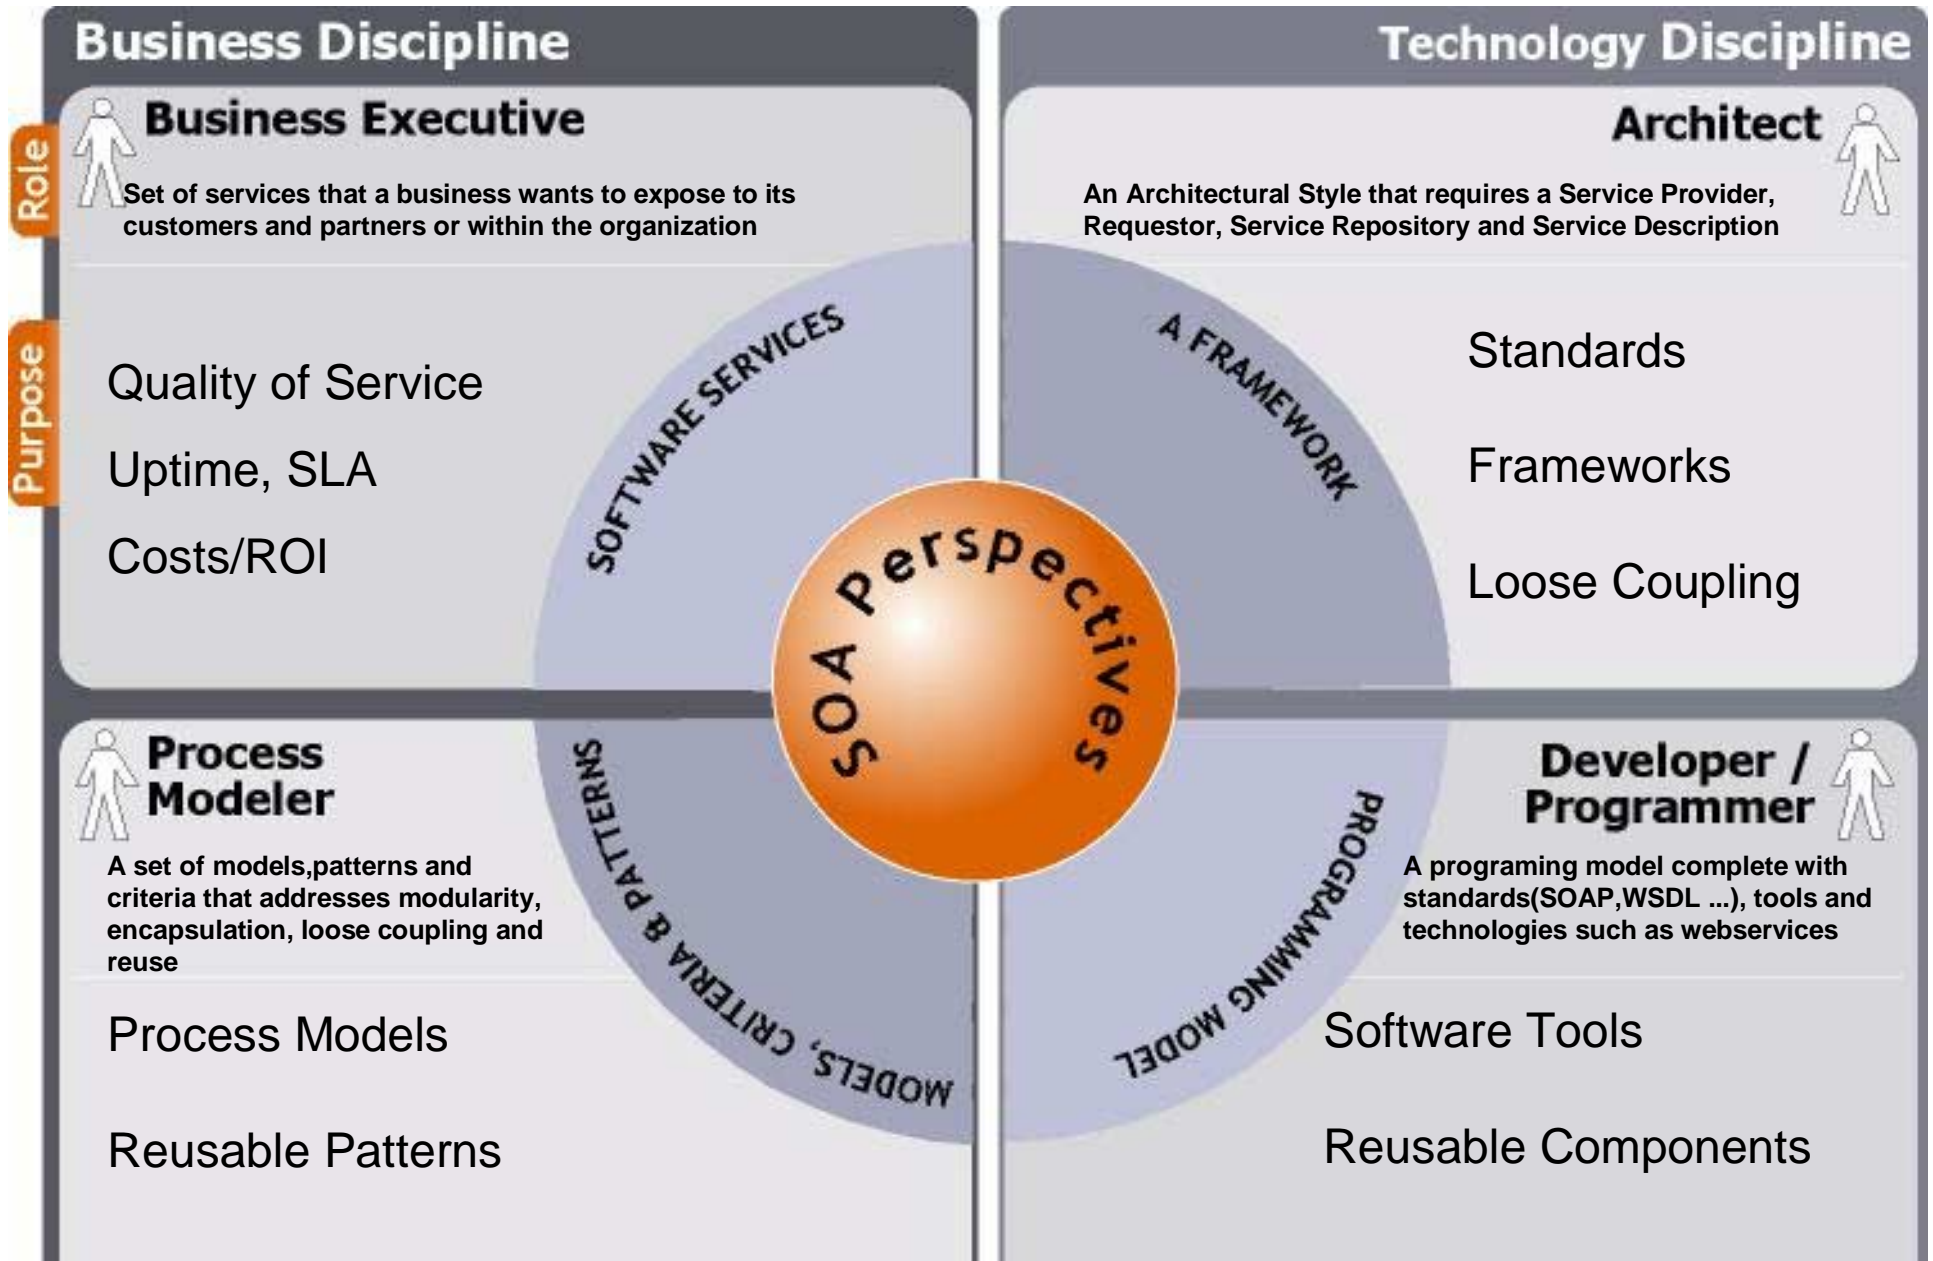 Business Discipline
Technology Discipline
Role
Purpose
Business Executive
Set of services that a business wants to expose to its
customers and partners or within the organization
Quality of Service
Uptime, SLA
Costs/ROI
SOFTWARE SERVICES
Architect
An Architectural Style that requires a Service Provider,
Requestor, Service Repository and Service Description
A FRAMEWORK
Standards
Frameworks
Loose Coupling
SOA Perspectives
Process
Modeler
A set of models,patterns and
criteria that addresses modularity,
encapsulation, loose coupling and
reuse
Process Models
Reusable Patterns
MODELS, CRITERIA & PATTERNS
Developer /
Programmer
A programing model complete with
standards(SOAP,WSDL ...), tools and
technologies such as webservices
PROGRAMMING MODEL
Software Tools
Reusable Components